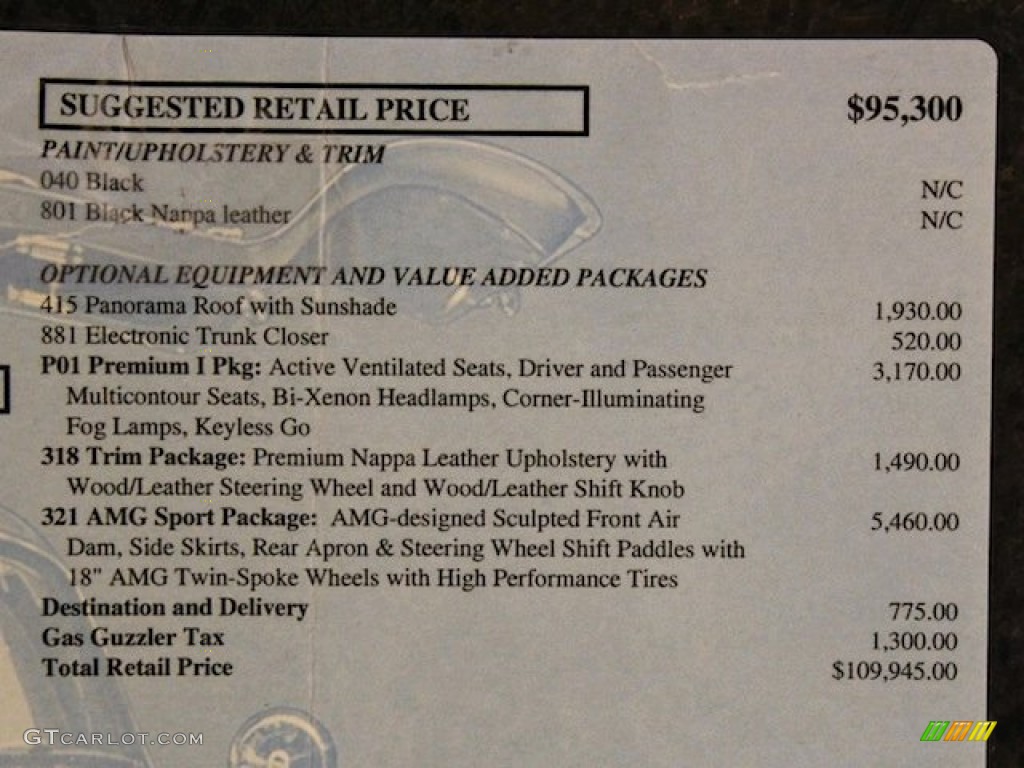 SUGGESTED RETAIL PRICE $95,300
PAINT/UPHOLSTERY & TRIM
040 Black N/C
801 Black Nappa leather N/C
OPTIONAL EQUIPMENT AND VALUE ADDED PACKAGES
415 Panorama Roof with Sunshade 1,930.00
881 Electronic Trunk Closer 520.00
P01 Premium I Pkg: Active Ventilated Seats, Driver and Passenger 3,170.00
Multicontour Seats, Bi-Xenon Headlamps, Corner-Illuminating
Fog Lamps, Keyless Go
318 Trim Package: Premium Nappa Leather Upholstery with 1,490.00
Wood/Leather Steering Wheel and Wood/Leather Shift Knob
321 AMG Sport Package: AMG-designed Sculpted Front Air 5,460.00
Dam, Side Skirts, Rear Apron & Steering Wheel Shift Paddles with
18" AMG Twin-Spoke Wheels with High Performance Tires
Destination and Delivery 775.00
Gas Guzzler Tax 1,300.00
Total Retail Price $109,945.00
GTCARLOT.COM